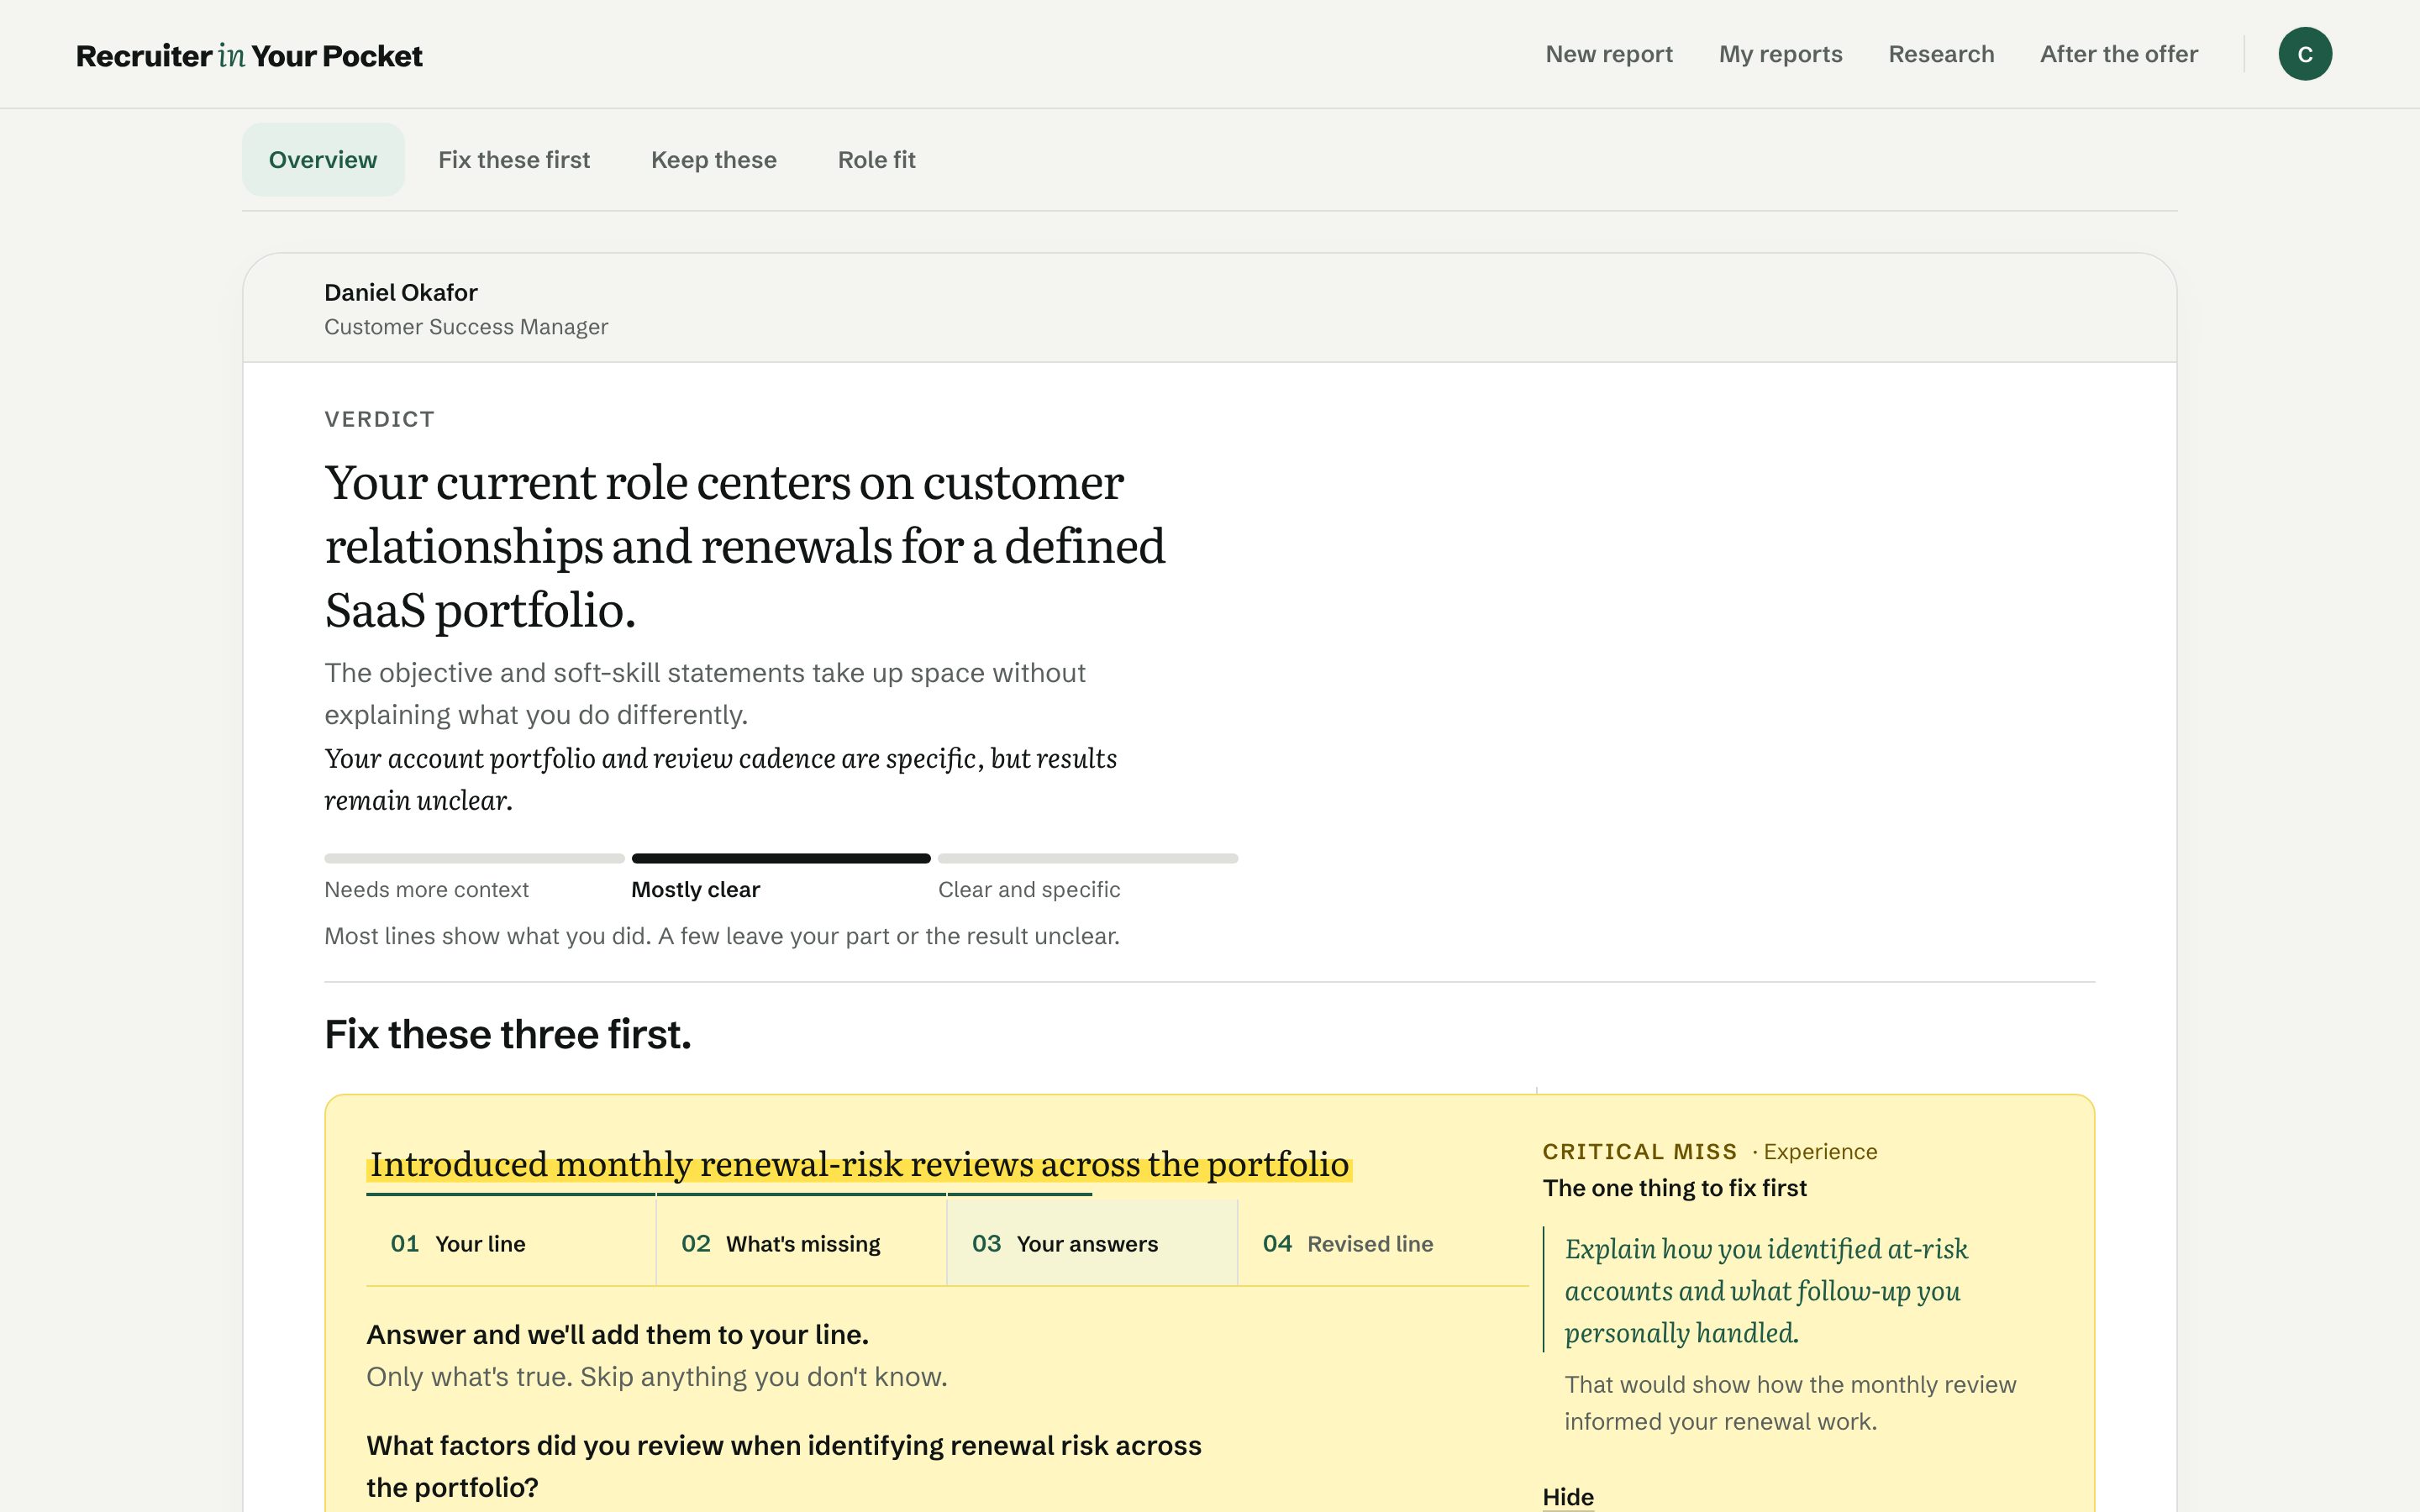 Recruiter in Your Pocket
New report
My reports
Research
After the offer
C
Overview
Fix these first
Keep these
Role fit
Daniel Okafor
Customer Success Manager
VERDICT
Your current role centers on customer
relationships and renewals for a defined
SaaS portfolio.
The objective and soft-skill statements take up space without
explaining what you do differently.
Your account portfolio and review cadence are specific, but results
remain unclear.
Needs more context
Mostly clear
Clear and specific
Most lines show what you did. A few leave your part or the result unclear.
Fix these three first.
Introduced monthly renewal-risk reviews across the portfolio
01 Your line
02 What's missing
03 Your answers
04 Revised line
Answer and we'll add them to your line.
Only what's true. Skip anything you don't know.
What factors did you review when identifying renewal risk across
the portfolio?
CRITICAL MISS · Experience
The one thing to fix first
Explain how you identified at-risk
accounts and what follow-up you
personally handled.
That would show how the monthly review
informed your renewal work.
Hide